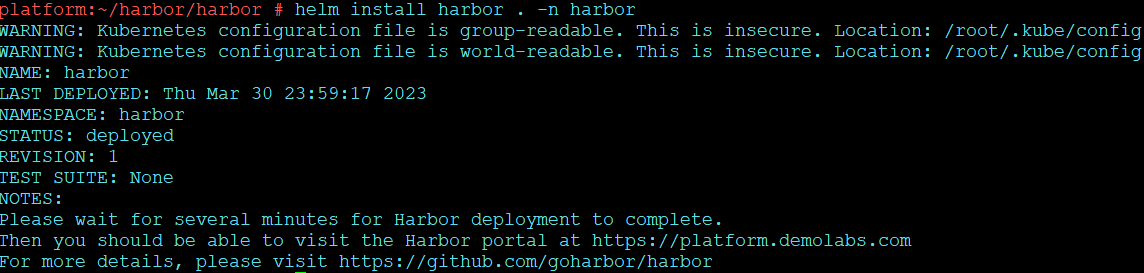 platform:~/harbor/harbor # helm install harbor . -n harbor
WARNING: Kubernetes configuration file is group-readable. This is insecure. Location: /root/.kube/config
WARNING: Kubernetes configuration file is world-readable. This is insecure. Location: /root/.kube/config
NAME: harbor
LAST DEPLOYED: Thu Mar 30 23:59:17 2023
NAMESPACE: harbor
STATUS: deployed
REVISION: 1
TEST SUITE: None
NOTES:
Please wait for several minutes for Harbor deployment to complete.
Then you should be able to visit the Harbor portal at https://platform.demolabs.com
For more details, please visit https://github.com/goharbor/harbor